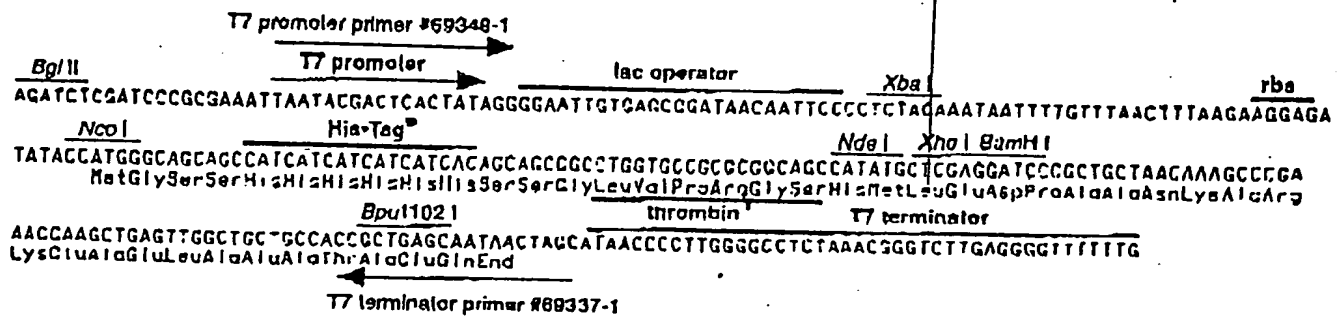 T7 promoter primer #69348-1
Bgl II T7 promoter lac operator Xba I rbs
AGATCTCGATCCCGCGAAATTAATACGACTCACTATAGGGGAATTGTGAGCGGATAACAATTCCCCTCTAGAAATAATTTTGTTTAACTTTAAGAAGGAGA
Nco I His•Tag® Nde I Xho I BamH I
TATACCATGGGCAGCAGCCATCATCATCATCATCACAGCAGCGGCCTGGTGCCGCGCGGCAGCCATATGCTCGAGGATCCGGCTGCTAACAAAGCCCGA
MetGlySerSerHisHisHisHisHisHisSerSerGlyLeuValProArgGlySerHisMetLeuGluAspProAlaAlaAsnLysAlaArg
Bpu1102 I thrombin T7 terminator
AACCAAGCTGAGTTGGCTGCTGCCACCGCTGAGCAATAACTAGCATAACCCCTTGGGGCCTCTAAACGGGTCTTGAGGGGTTTTTTG
LysGluAlaGluLeuAlaAlaAlaThrAlaGluGlnEnd
T7 terminator primer #69337-1